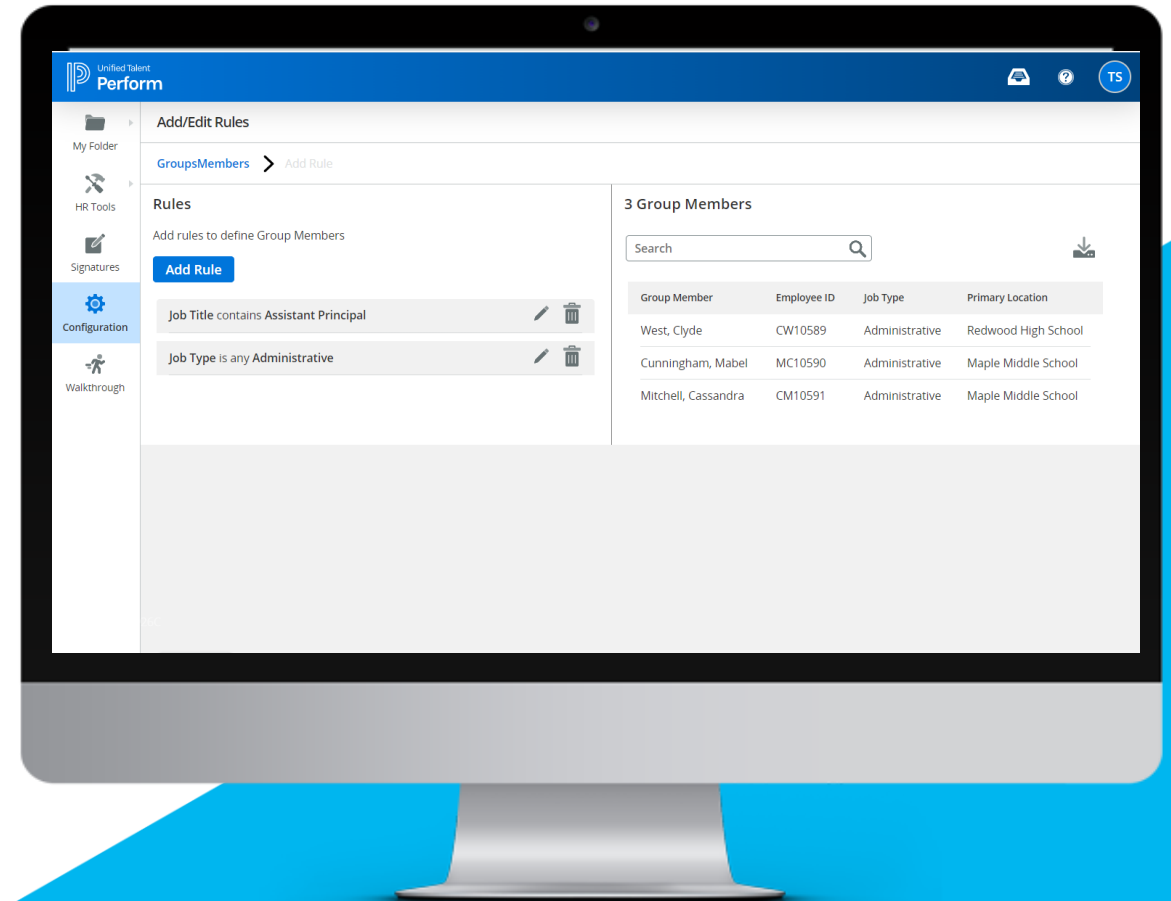 Unified Talent
Perform
TS
My Folder
HR Tools
Signatures
Configuration
Walkthrough
Add/Edit Rules
GroupsMembers
Add Rule
Rules
Add rules to define Group Members
Add Rule
Job Title contains Assistant Principal
Job Type is any Administrative
3 Group Members
Search
Group Member Employee ID Job Type Primary Location
West, Clyde CW10589 Administrative Redwood High School
Cunningham, Mabel MC10590 Administrative Maple Middle School
Mitchell, Cassandra CM10591 Administrative Maple Middle School